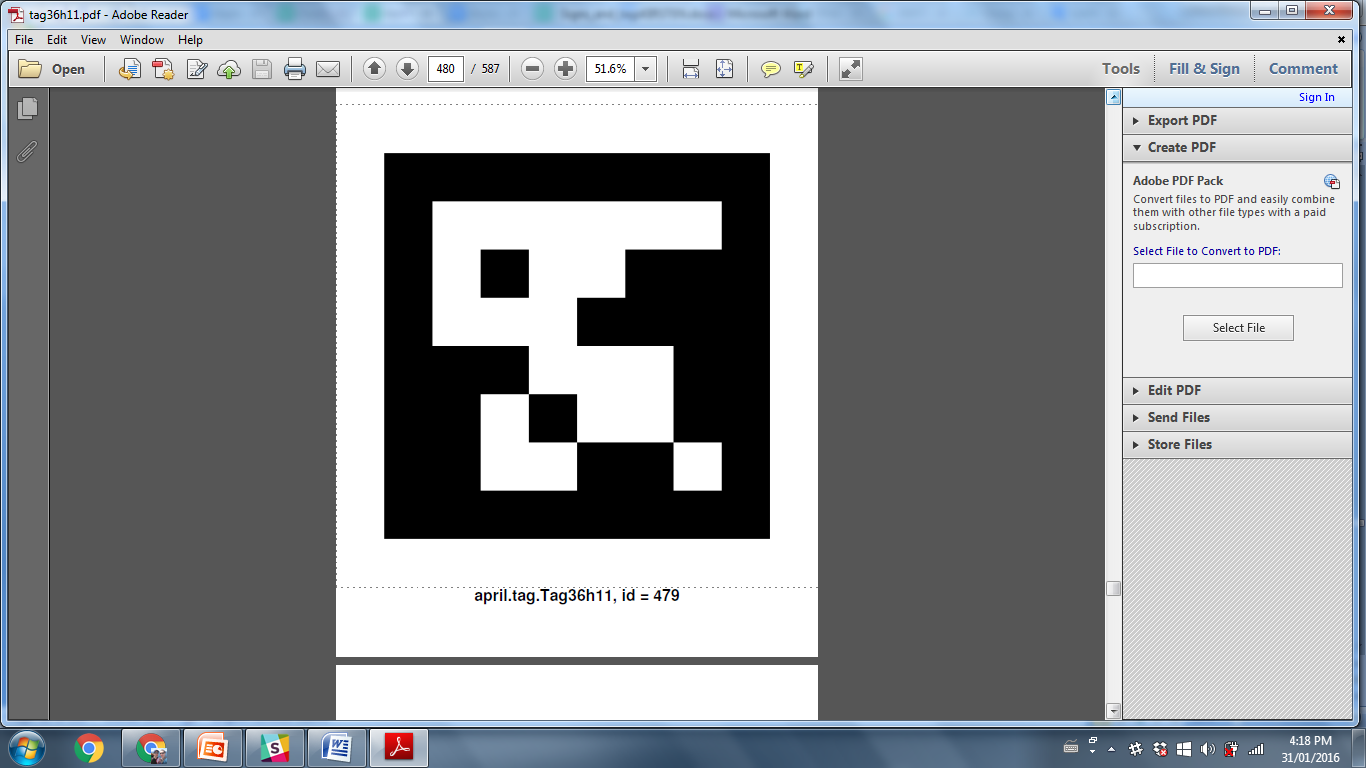 tag36h11.pdf - Adobe Reader
File Edit View Window Help
Open 480 / 587 51.6% Tools Fill & Sign Comment
Sign In
Export PDF
Create PDF
Adobe PDF Pack
Convert files to PDF and easily combine
them with other file types with a paid
subscription.
Select File to Convert to PDF:
Select File
Edit PDF
Send Files
Store Files
april.tag.Tag36h11, id = 479
4:18 PM
31/01/2016